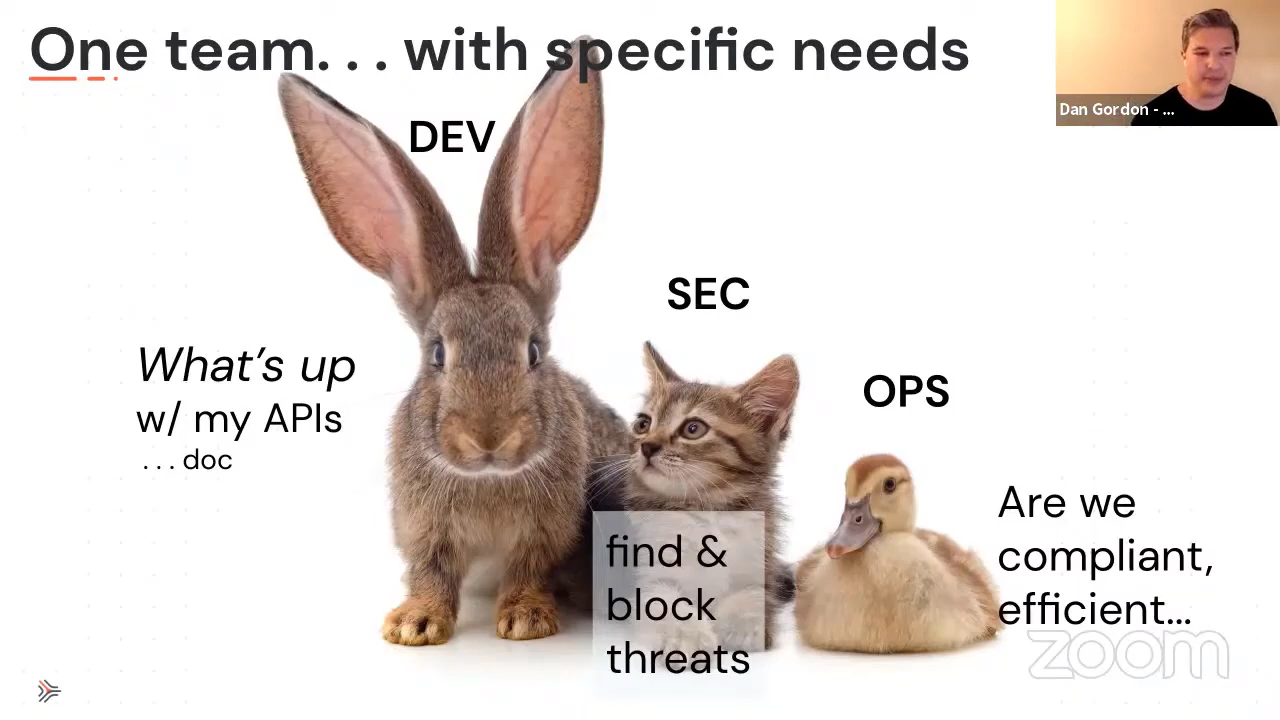 One team. . . with specific needs
Dan Gordon - ...
DEV
SEC
What's up
w/ my APIs
. . . doc
OPS
find &
block
threats
Are we
compliant,
efficient...
zoom